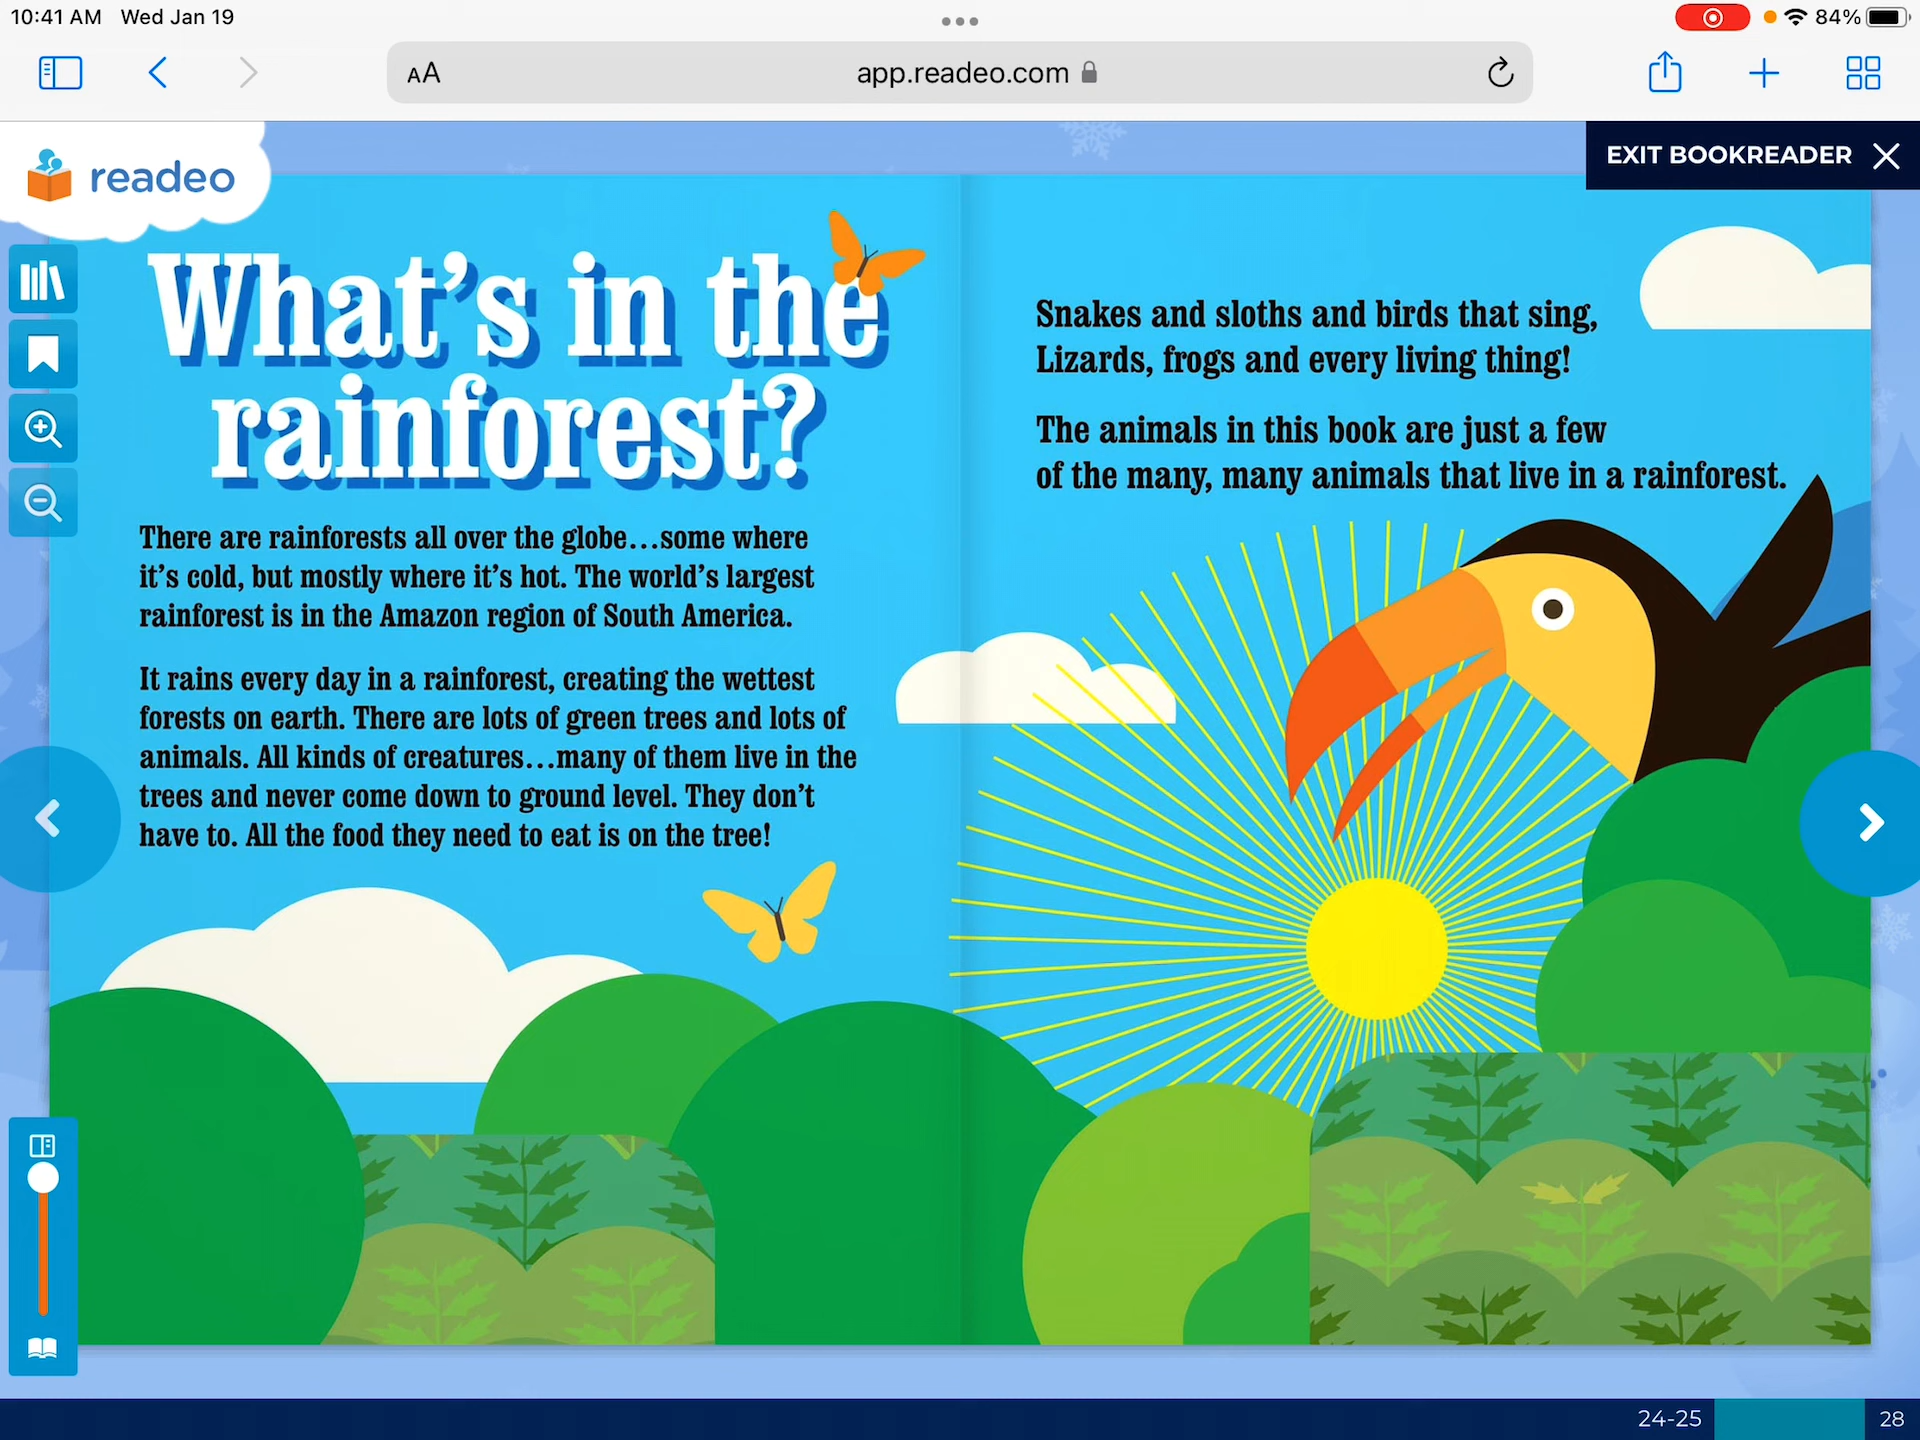 10:41 AM Wed Jan 19
84%
AA
app.readeo.com
readeo
EXIT BOOKREADER
What's in the
rainforest?
There are rainforests all over the globe...some where
it's cold, but mostly where it's hot. The world's largest
rainforest is in the Amazon region of South America.
It rains every day in a rainforest, creating the wettest
forests on earth. There are lots of green trees and lots of
animals. All kinds of creatures...many of them live in the
trees and never come down to ground level. They don't
have to. All the food they need to eat is on the tree!
Snakes and sloths and birds that sing,
Lizards, frogs and every living thing!
The animals in this book are just a few
of the many, many animals that live in a rainforest.
24-25
28